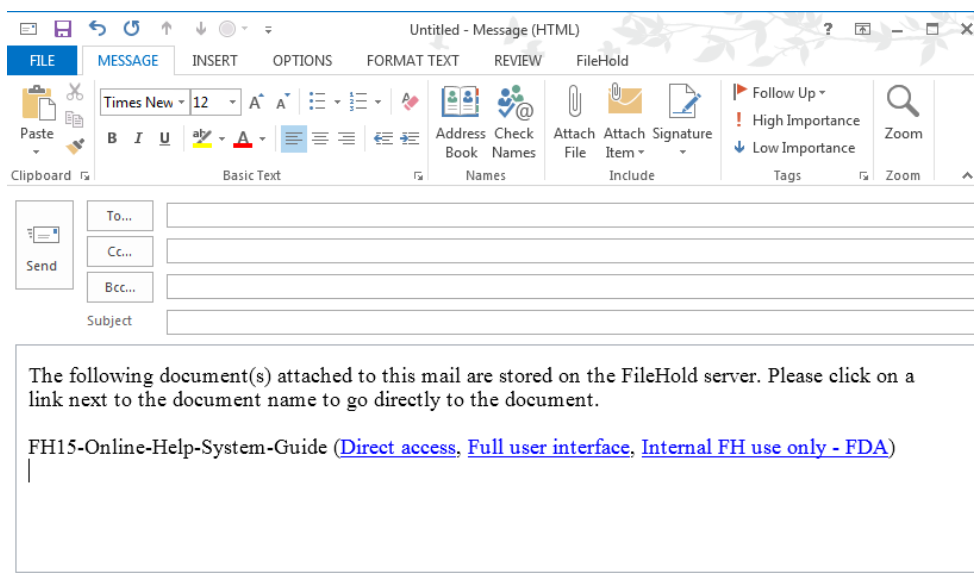 Untitled - Message (HTML)
?
FILE MESSAGE INSERT OPTIONS FORMAT TEXT REVIEW FileHold
Paste
Clipboard
Times New 12 A A
B I U aby A
Basic Text
Address Book
Check Names
Names
Attach File
Attach Item
Signature
Include
Follow Up
High Importance
Low Importance
Tags
Zoom
Zoom
Send
To...
Cc...
Bcc...
Subject
The following document(s) attached to this mail are stored on the FileHold server. Please click on a
link next to the document name to go directly to the document.
FH15-Online-Help-System-Guide (Direct access, Full user interface, Internal FH use only - FDA)